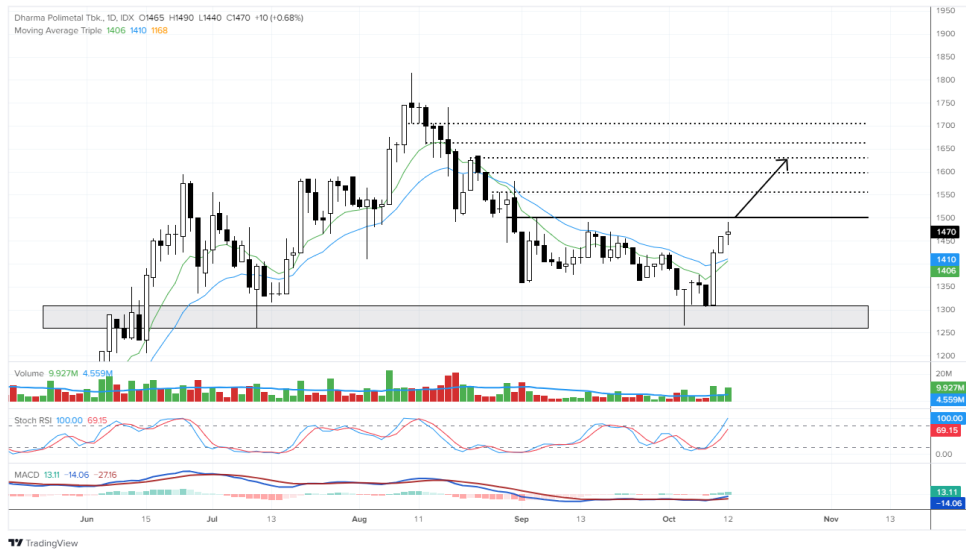 Dharma Polimetal Tbk., 1D, IDX O1465 H1490 L1440 C1470 +10 (+0.68%)
Moving Average Triple 1406 1410 1168
1950
1900
1850
1800
1750
1700
1650
1600
1550
1500
1470
1450
1410
1406
1350
1300
1250
1200
Volume 9.927M 4.559M
20M
9.927M
4.559M
Stoch RSI 100.00 69.15
100.00
69.15
0.00
MACD 13.11 −14.06 −27.16
13.11
−14.06
Jun 15 Jul 13 Aug 11 Sep 13 Oct 12 Nov 13
TradingView